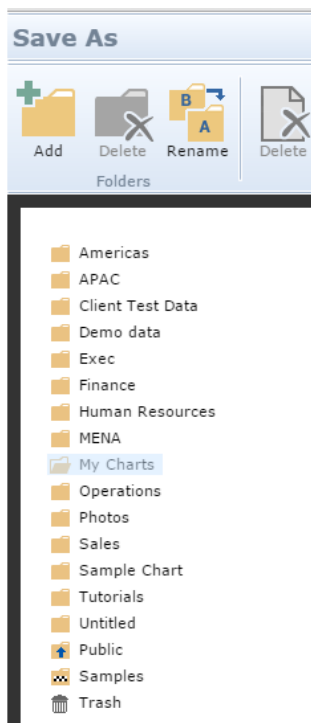 Save As
B
A
Add Delete Rename Delete
Folders
Americas
APAC
Client Test Data
Demo data
Exec
Finance
Human Resources
MENA
My Charts
Operations
Photos
Sales
Sample Chart
Tutorials
Untitled
Public
Samples
Trash